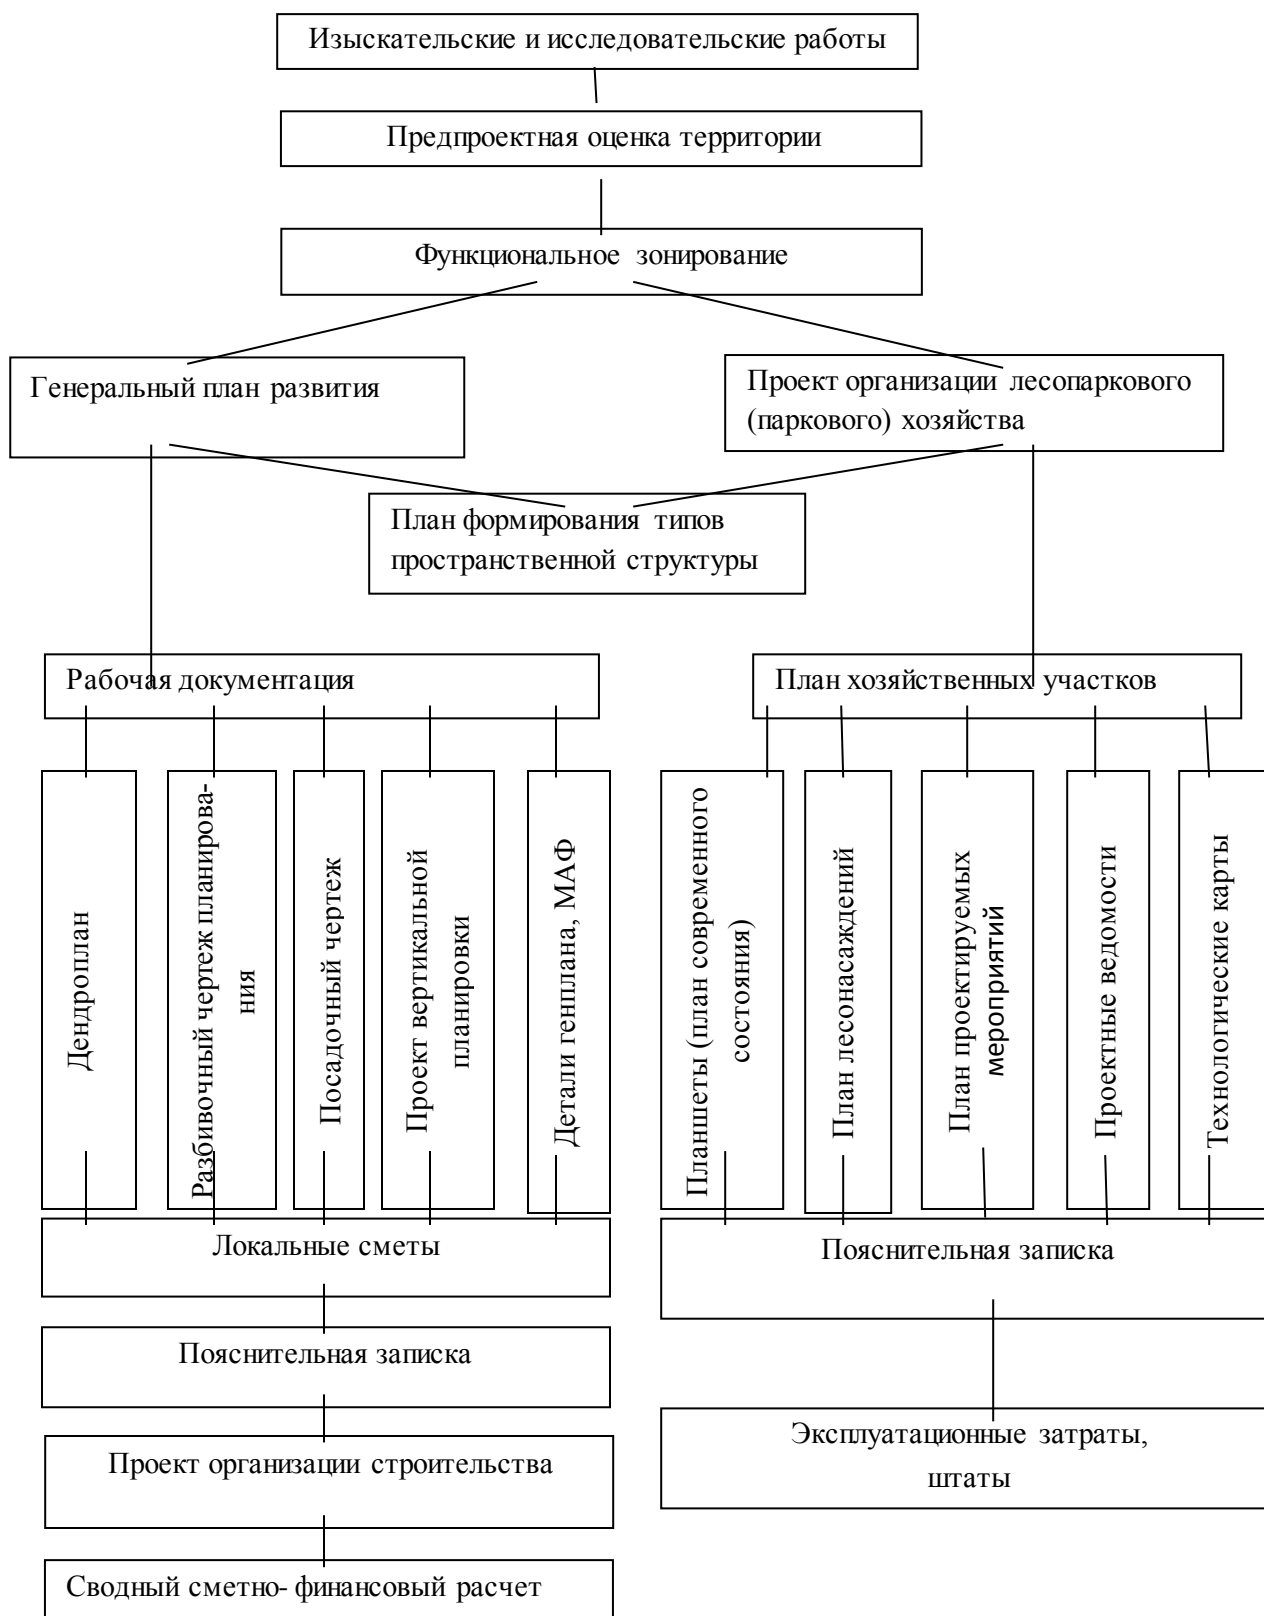 Изыскательские и исследовательские работы
Предпроектная оценка территории
Функциональное зонирование
Генеральный план развития
Проект организации лесопаркового
(паркового) хозяйства
План формирования типов
пространственной структуры
Рабочая документация
План хозяйственных участков
Дендроплан
Разбивочный чертеж планирова-
ния
Посадочный чертеж
Проект вертикальной
планировки
Детали генплана, МАФ
Планшеты (план современного
состояния)
План лесонасаждений
План проектируемых
мероприятий
Проектные ведомости
Технологические карты
Локальные сметы
Пояснительная записка
Пояснительная записка
Эксплуатационные затраты,
штаты
Проект организации строительства
Сводный сметно- финансовый расчет